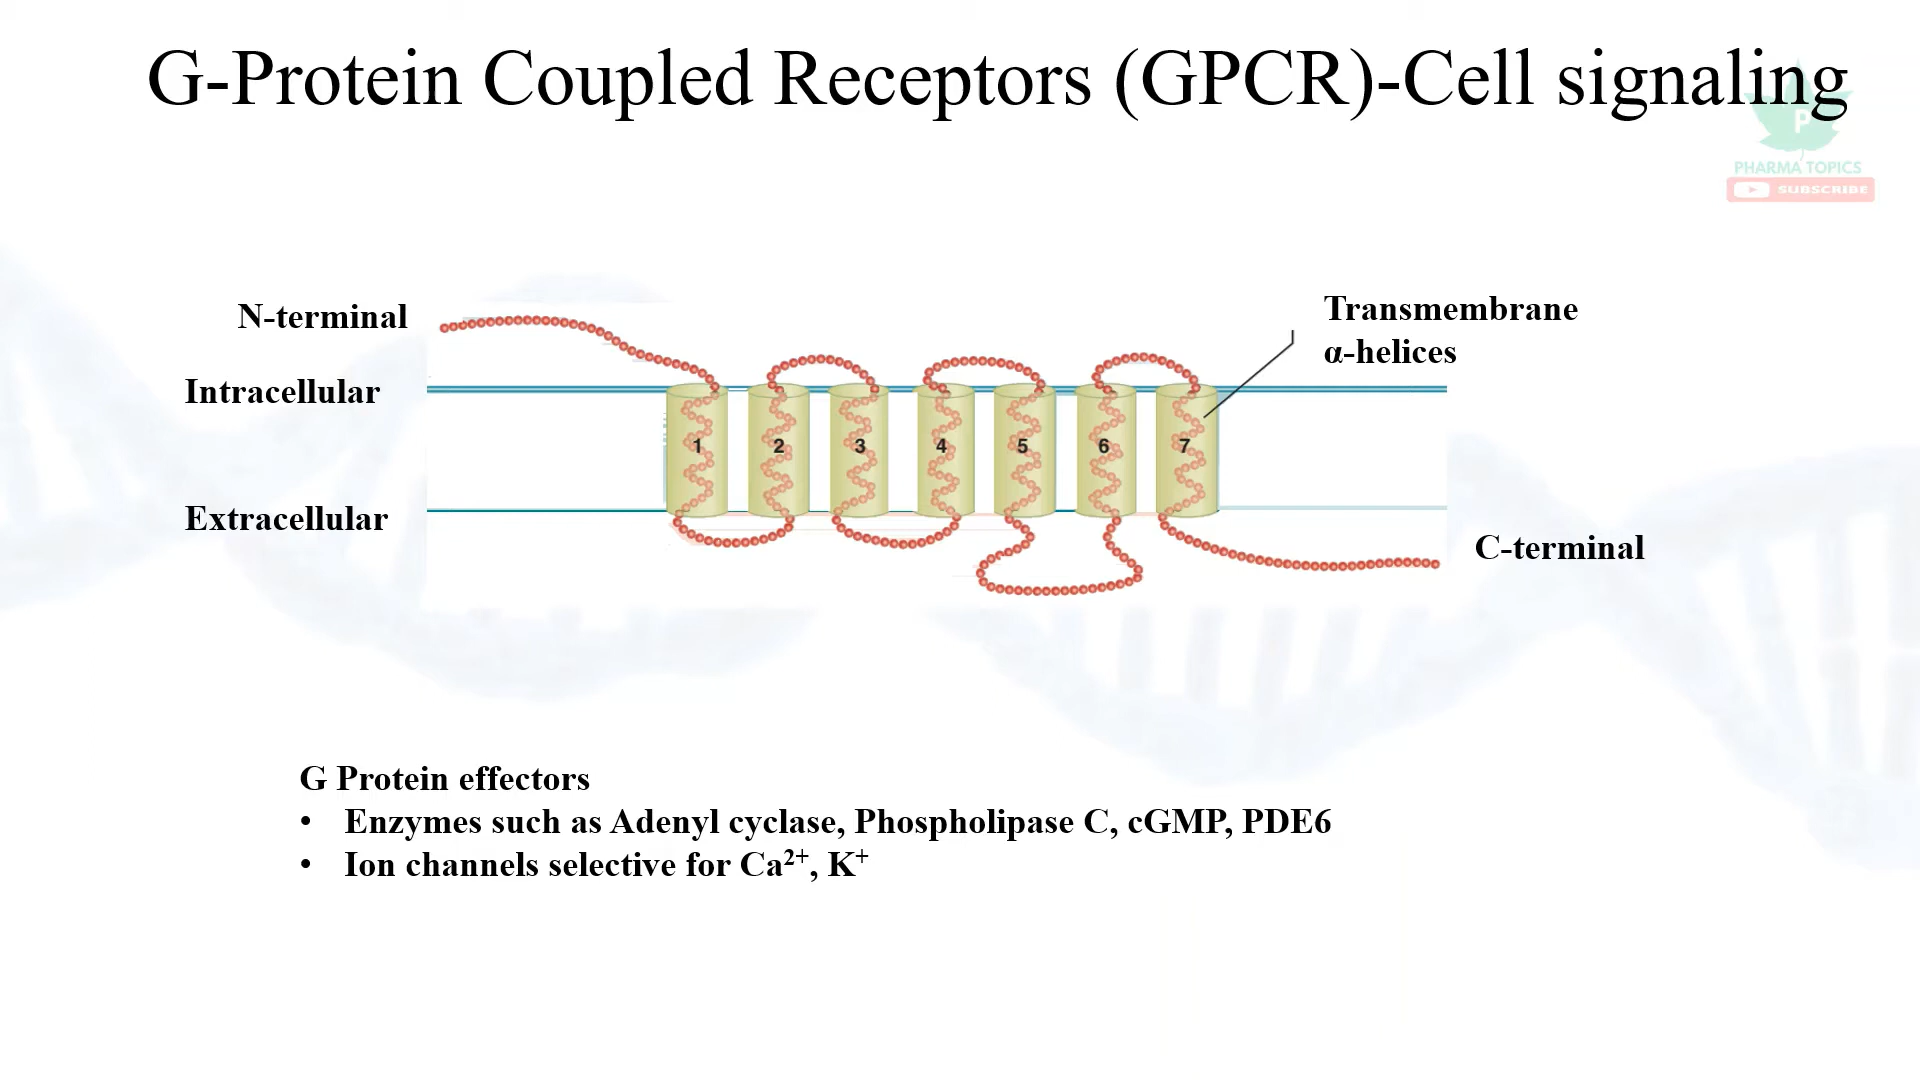 G-Protein Coupled Receptors (GPCR)-Cell signaling
P
PHARMA TOPICS
SUBSCRIBE
N-terminal
Transmembrane
α-helices
Intracellular
1 2 3 4 5 6 7
Extracellular
C-terminal
G Protein effectors
• Enzymes such as Adenyl cyclase, Phospholipase C, cGMP, PDE6
• Ion channels selective for Ca²⁺, K⁺